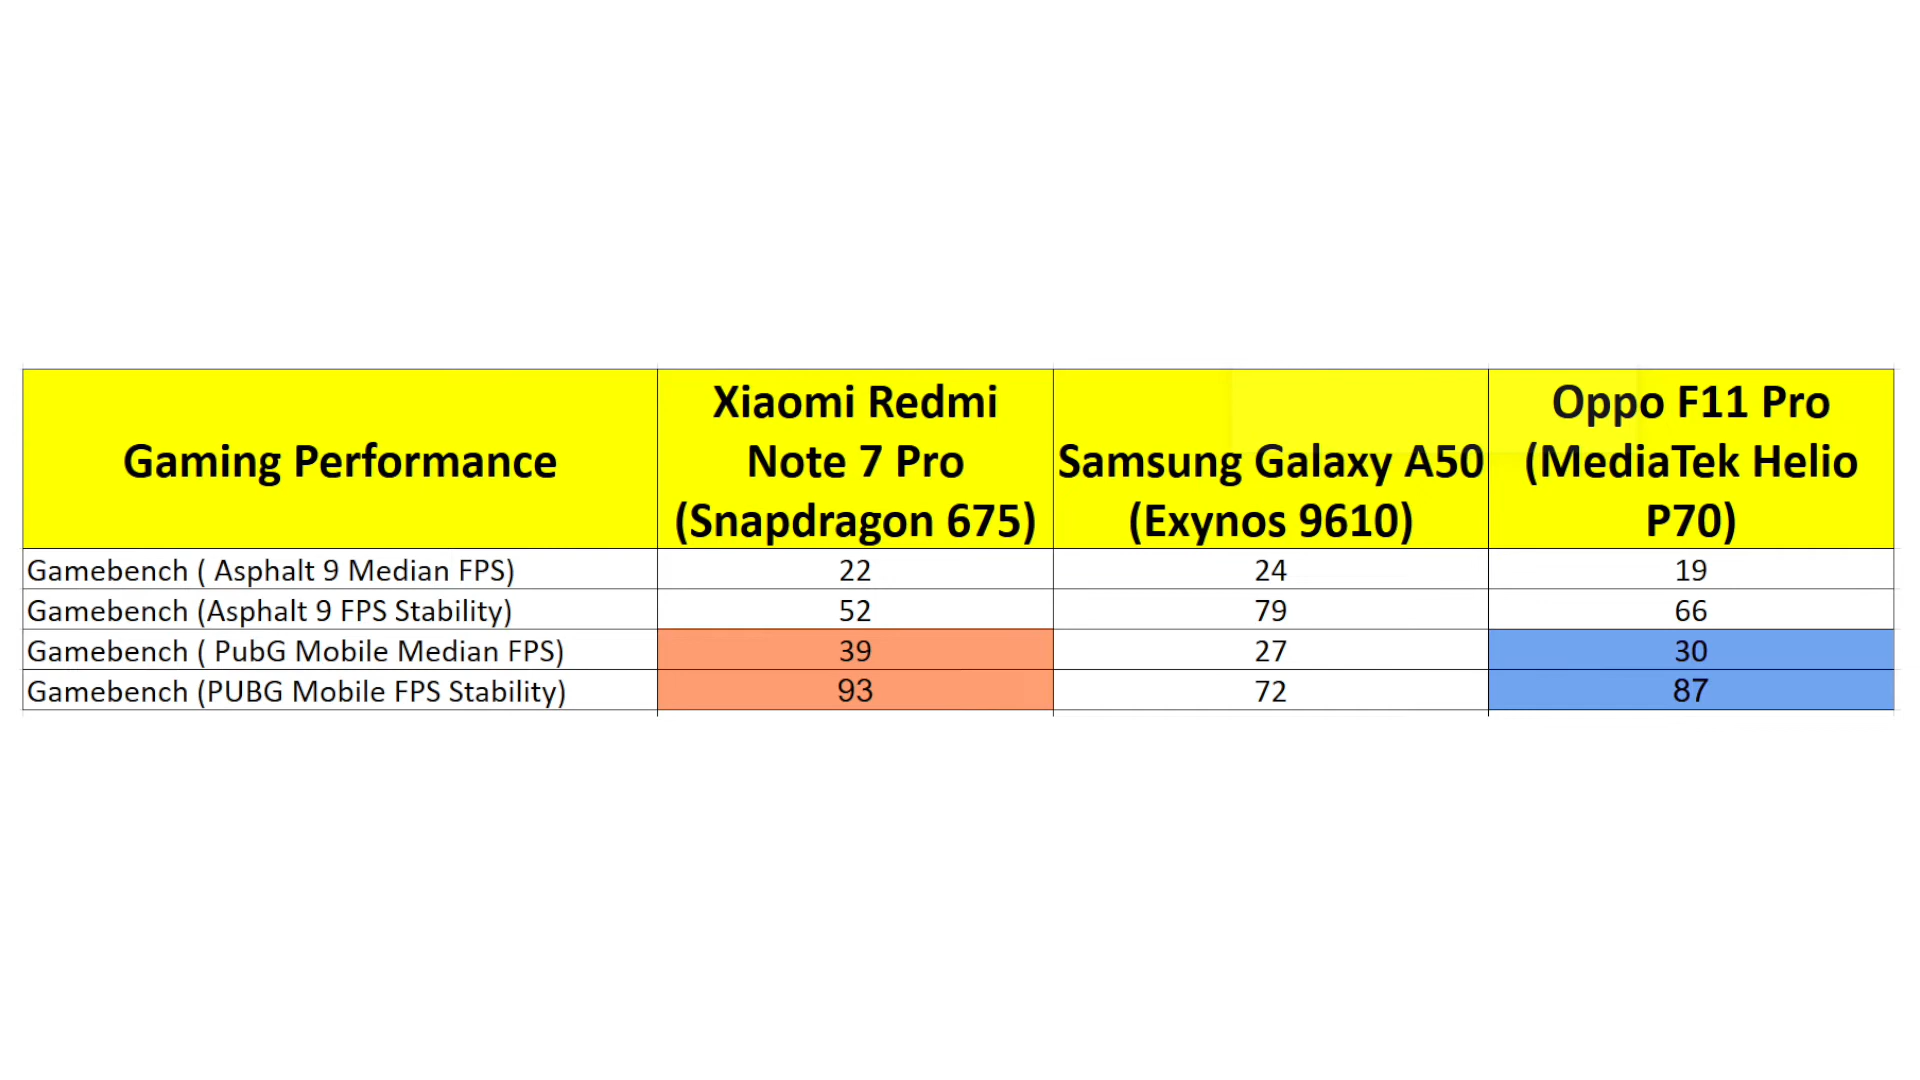 Gaming Performance
Xiaomi Redmi
Note 7 Pro
(Snapdragon 675)
Samsung Galaxy A50
(Exynos 9610)
Oppo F11 Pro
(MediaTek Helio
P70)
Gamebench ( Asphalt 9 Median FPS) 22 24 19
Gamebench (Asphalt 9 FPS Stability) 52 79 66
Gamebench ( PubG Mobile Median FPS) 39 27 30
Gamebench (PUBG Mobile FPS Stability) 93 72 87